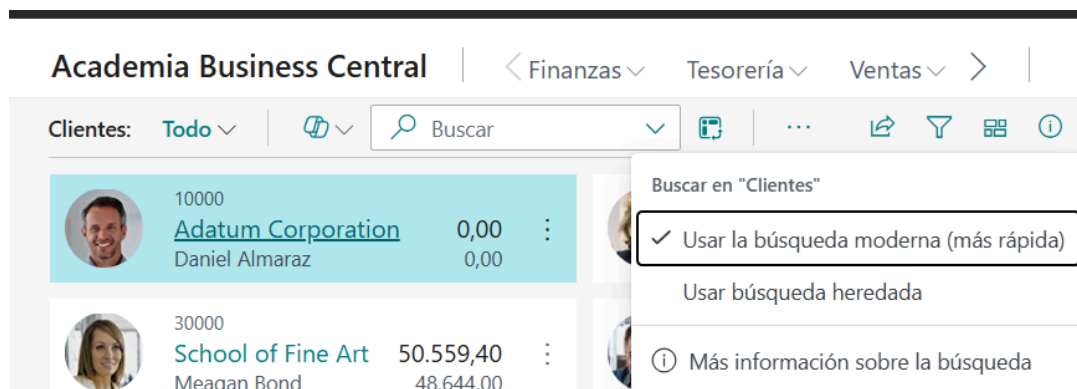 Academia Business Central
Finanzas
Tesorería
Ventas
Clientes:
Todo
Buscar
Buscar en "Clientes"
Usar la búsqueda moderna (más rápida)
Usar búsqueda heredada
Más información sobre la búsqueda
10000
Adatum Corporation 0,00
Daniel Almaraz 0,00
30000
School of Fine Art 50.559,40
Meagan Bond 48.644,00